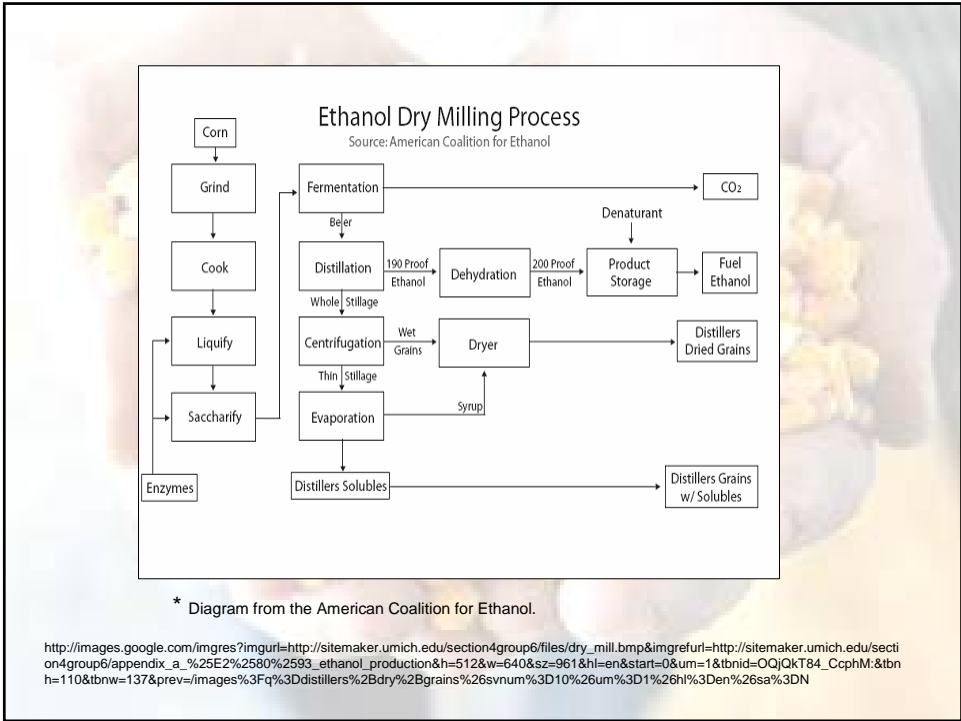 Ethanol Dry Milling Process
Source: American Coalition for Ethanol
Corn
Grind
Cook
Liquify
Saccharify
Enzymes
Fermentation
CO₂
Beer
Denaturant
Distillation
190 Proof
Ethanol
Dehydration
200 Proof
Ethanol
Product
Storage
Fuel
Ethanol
Whole Stillage
Centrifugation
Wet
Grains
Dryer
Distillers
Dried Grains
Thin Stillage
Evaporation
Syrup
Distillers Solubles
Distillers Grains
w/ Solubles
* Diagram from the American Coalition for Ethanol.
http://images.google.com/imgres?imgurl=http://sitemaker.umich.edu/section4group6/files/dry_mill.bmp&imgrefurl=http://sitemaker.umich.edu/secti
on4group6/appendix_a_%25E2%2580%2593_ethanol_production&h=512&w=640&sz=961&hl=en&start=0&um=1&tbnid=OQjQkT84_CcphM:&tbn
h=110&tbnw=137&prev=/images%3Fq%3Ddistillers%2Bdry%2Bgrains%26svnum%3D10%26um%3D1%26hl%3Den%26sa%3DN